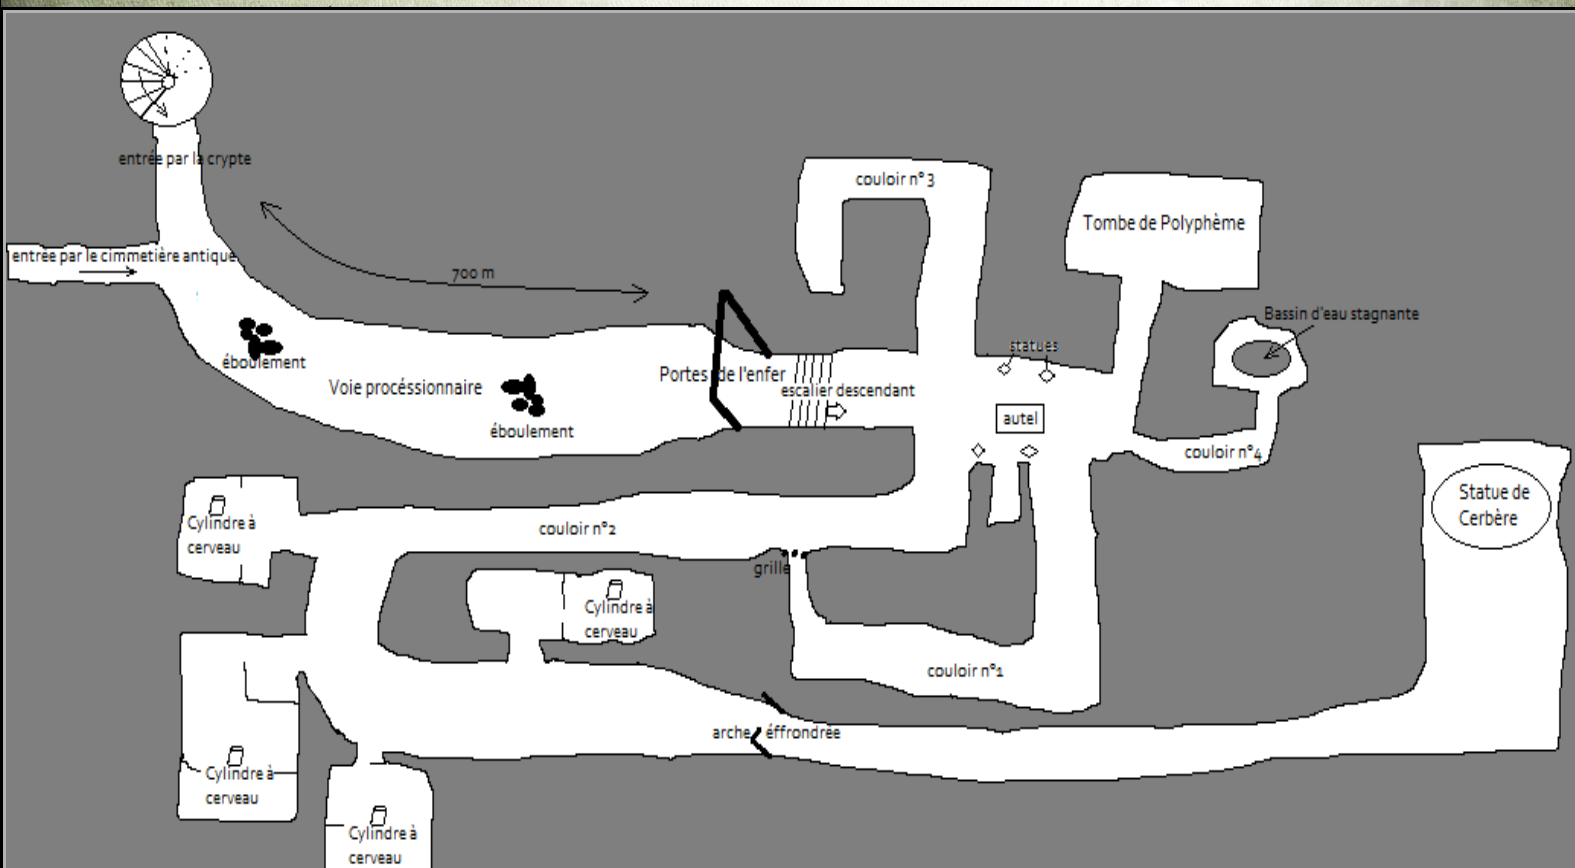 entrée par la crypte
couloir n°3
Tombe de Polyphème
entrée par le cimmetière antique
700 m
Bassin d'eau stagnante
statues
éboulement
Voie procéssionnaire
Portes de l'enfer
escalier descendant
autel
éboulement
couloir n°4
Statue de
Cerbère
Cylindre à
cerveau
couloir n°2
grille
Cylindre à
cerveau
couloir n°1
arche éffrondrée
Cylindre à
cerveau
Cylindre à
cerveau